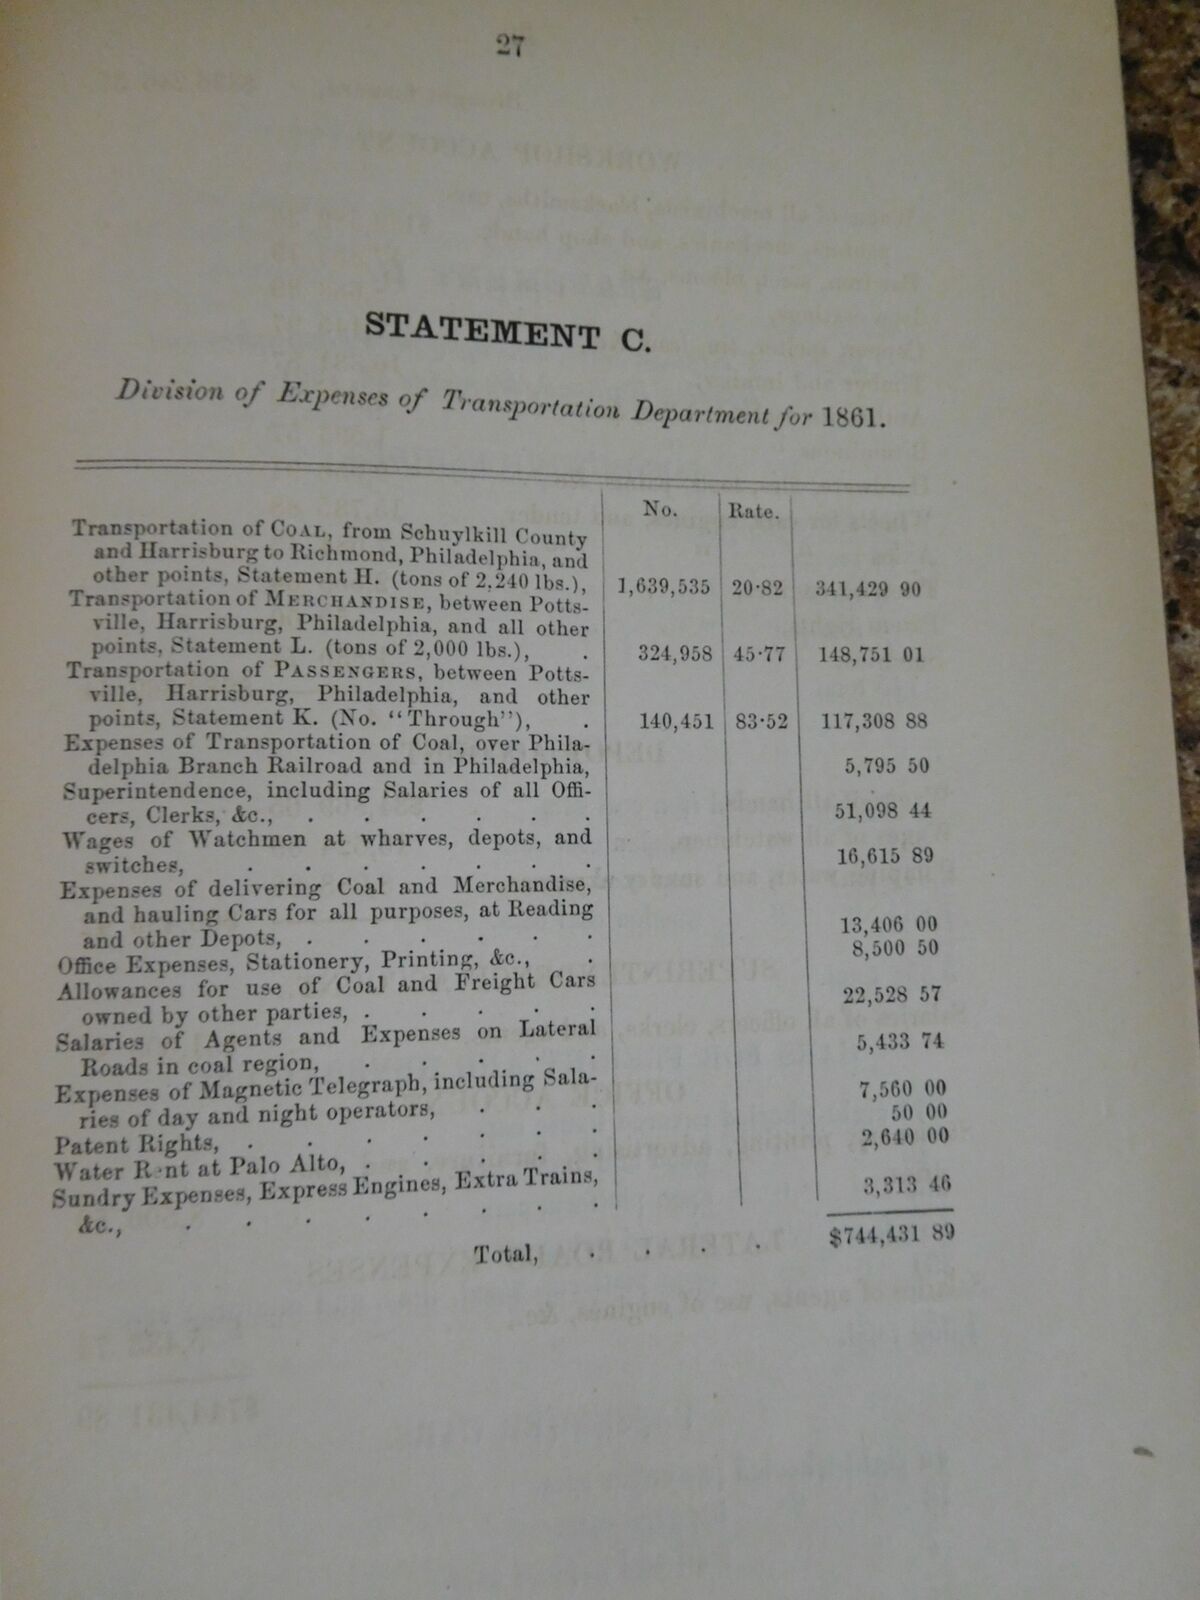 27
STATEMENT C.
Division of Expenses of Transportation Department for 1861.
No. Rate.
Transportation of COAL, from Schuylkill County
and Harrisburg to Richmond, Philadelphia, and
other points, Statement H. (tons of 2,240 lbs.), 1,639,535 20·82 341,429 90
Transportation of MERCHANDISE, between Potts-
ville, Harrisburg, Philadelphia, and all other
points, Statement L. (tons of 2,000 lbs.), . 324,958 45·77 148,751 01
Transportation of PASSENGERS, between Potts-
ville, Harrisburg, Philadelphia, and other
points, Statement K. (No. "Through"), . 140,451 83·52 117,308 88
Expenses of Transportation of Coal, over Phila-
delphia Branch Railroad and in Philadelphia, 5,795 50
Superintendence, including Salaries of all Offi-
cers, Clerks, &c., . . . . . . 51,098 44
Wages of Watchmen at wharves, depots, and
switches, . . . . . . . 16,615 89
Expenses of delivering Coal and Merchandise,
and hauling Cars for all purposes, at Reading
and other Depots, . . . . . . 13,406 00
Office Expenses, Stationery, Printing, &c., . 8,500 50
Allowances for use of Coal and Freight Cars
owned by other parties, . . . . . 22,528 57
Salaries of Agents and Expenses on Lateral
Roads in coal region, . . . . . 5,433 74
Expenses of Magnetic Telegraph, including Sala-
ries of day and night operators, . . . 7,560 00
Patent Rights, . . . . . . . 50 00
Water Rent at Palo Alto, . . . . . 2,640 00
Sundry Expenses, Express Engines, Extra Trains,
&c., . . . . . . . . 3,313 46
Total, . . . . $744,431 89